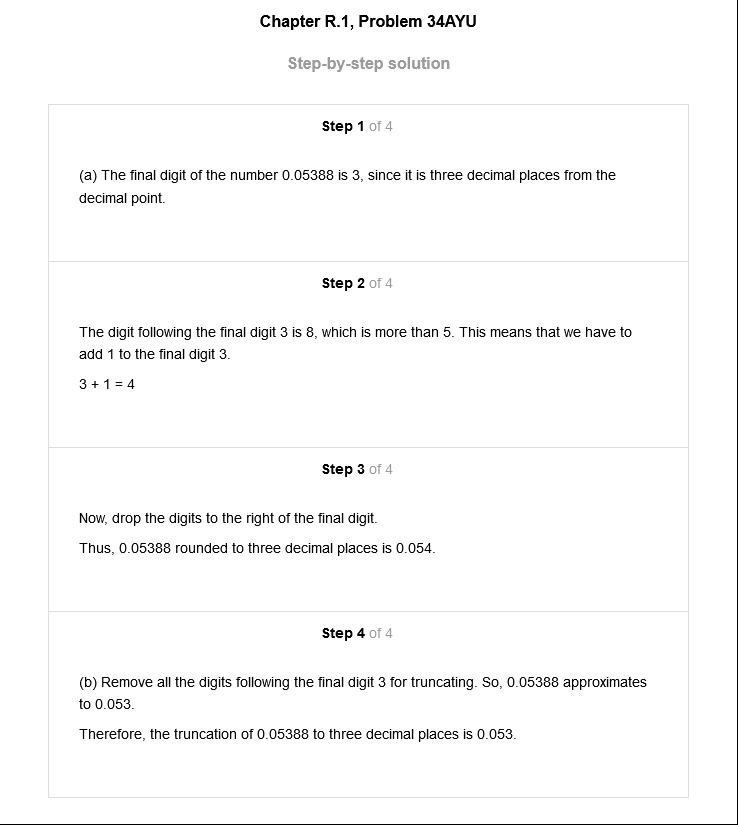 Chapter R.1, Problem 34AYU
Step-by-step solution
Step 1 of 4
(a) The final digit of the number 0.05388 is 3, since it is three decimal places from the
decimal point.
Step 2 of 4
The digit following the final digit 3 is 8, which is more than 5. This means that we have to
add 1 to the final digit 3.
3 + 1 = 4
Step 3 of 4
Now, drop the digits to the right of the final digit.
Thus, 0.05388 rounded to three decimal places is 0.054.
Step 4 of 4
(b) Remove all the digits following the final digit 3 for truncating. So, 0.05388 approximates
to 0.053.
Therefore, the truncation of 0.05388 to three decimal places is 0.053.